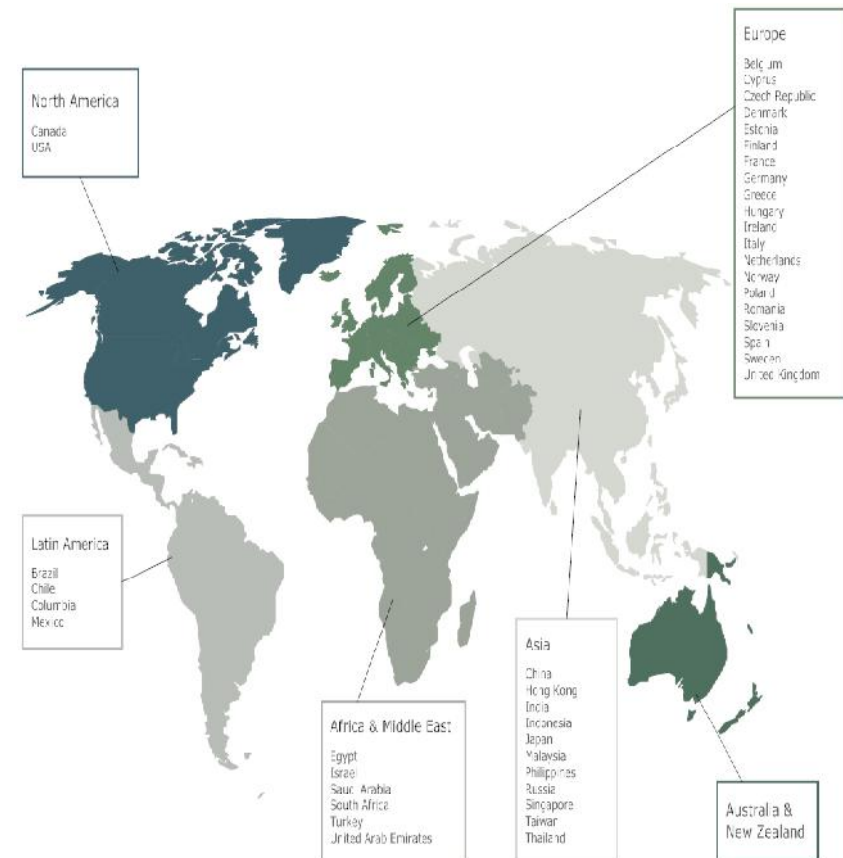 Europe
Belgium
Cyprus
Czech Republic
Denmark
Estonia
Finland
France
Germany
Greece
Hungary
Ireland
Italy
Netherlands
Norway
Poland
Romania
Slovenia
Spain
Sweden
United Kingdom
North America
Canada
USA
Latin America
Brazil
Chile
Columbia
Mexico
Africa & Middle East
Egypt
Israel
Saudi Arabia
South Africa
Turkey
United Arab Emirates
Asia
China
Hong Kong
India
Indonesia
Japan
Malaysia
Philippines
Russia
Singapore
Taiwan
Thailand
Australia &
New Zealand